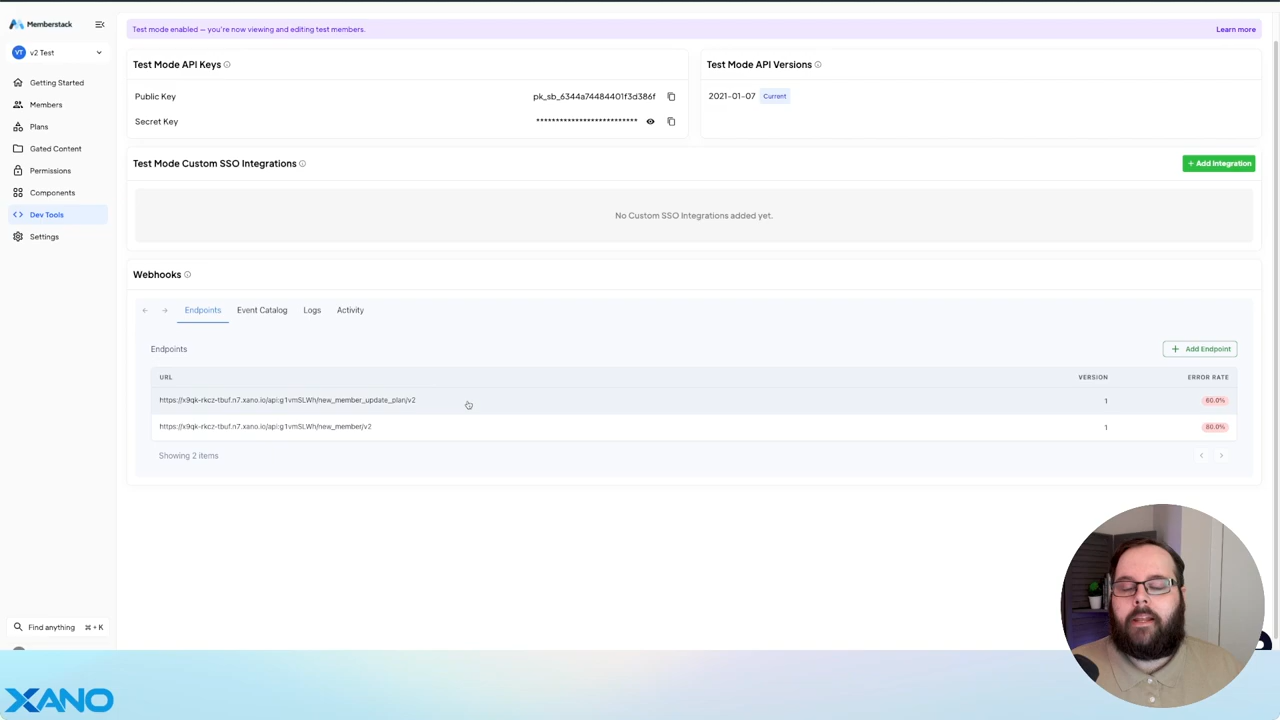 Memberstack
VT v2 Test
Getting Started
Members
Plans
Gated Content
Permissions
Components
Dev Tools
Settings
Find anything ⌘ + K
Test mode enabled — you're now viewing and editing test members. Learn more
Test Mode API Keys
Public Key pk_sb_6344a74484401f3d386f
Secret Key **************************
Test Mode API Versions
2021-01-07 Current
Test Mode Custom SSO Integrations + Add Integration
No Custom SSO Integrations added yet.
Webhooks
Endpoints Event Catalog Logs Activity
Endpoints + Add Endpoint
URL VERSION ERROR RATE
https://x9qk-rkcz-tbuf.n7.xano.io/api:g1vmSLWh/new_member_update_plan/v2 1 60.0%
https://x9qk-rkcz-tbuf.n7.xano.io/api:g1vmSLWh/new_member/v2 1 80.0%
Showing 2 items
XANO